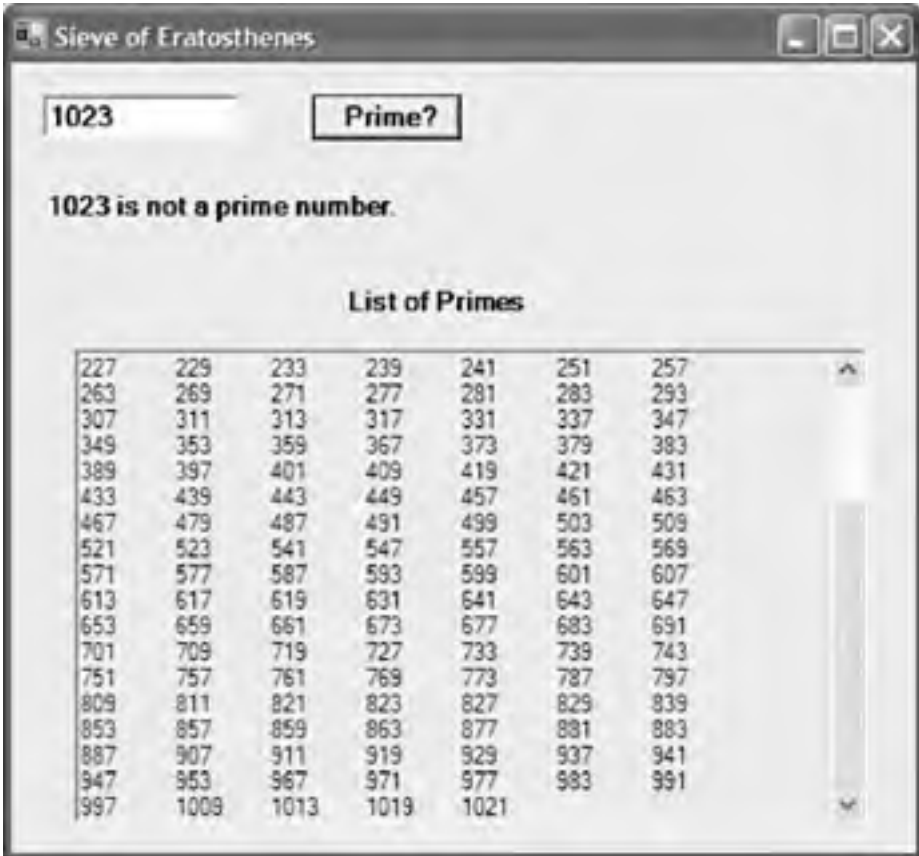 Sieve of Eratosthenes
1023 Prime?
1023 is not a prime number.
List of Primes
227 229 233 239 241 251 257
263 269 271 277 281 283 293
307 311 313 317 331 337 347
349 353 359 367 373 379 383
389 397 401 409 419 421 431
433 439 443 449 457 461 463
467 479 487 491 499 503 509
521 523 541 547 557 563 569
571 577 587 593 599 601 607
613 617 619 631 641 643 647
653 659 661 673 677 683 691
701 709 719 727 733 739 743
751 757 761 769 773 787 797
809 811 821 823 827 829 839
853 857 859 863 877 881 883
887 907 911 919 929 937 941
947 953 967 971 977 983 991
997 1009 1013 1019 1021